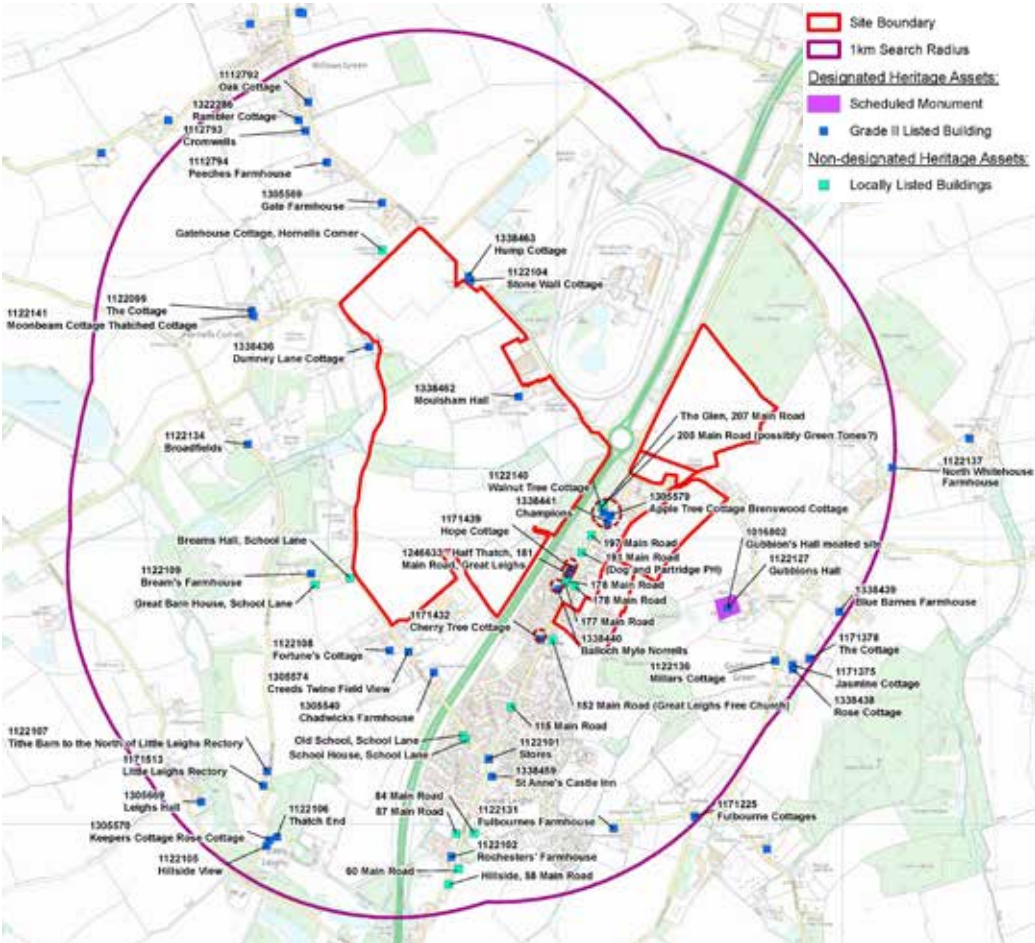 Site Boundary
1km Search Radius
Designated Heritage Assets:
Scheduled Monument
Grade II Listed Building
Non-designated Heritage Assets:
Locally Listed Buildings
1112792
Oak Cottage
1322286
Rambler Cottage
1112793
Cromwells
1112794
Peeches Farmhouse
1305569
Gate Farmhouse
Gatehouse Cottage, Hornells Corner
1338463
Hump Cottage
1122104
Stone Wall Cottage
1122099
The Cottage
1122141
Moonbeam Cottage Thatched Cottage
1338436
Dumney Lane Cottage
1338462
Moulsham Hall
1122134
Broadfields
The Glen, 207 Main Road
205 Main Road (possibly Green Tones?)
1122140
Walnut Tree Cottage
1338441
Champions
1305579
Apple Tree Cottage Brenswood Cottage
1122137
North Whitehouse
Farmhouse
1171439
Hope Cottage
197 Main Road
191 Main Road
(Dog and Partridge PH)
1246633 Half Thatch, 181
Main Road, Great Leighs
1016802
Gubbion's Hall moated site
1122127
Gubbions Hall
Breams Hall, School Lane
1122109
Bream's Farmhouse
Great Barn House, School Lane
178 Main Road
177 Main Road
1171432
Cherry Tree Cottage
1338440
Balloch Myle Norrells
1338439
Blue Barnes Farmhouse
1171378
The Cottage
1171375
Jasmine Cottage
1338438
Rose Cottage
1122136
Millars Cottage
1122108
Fortune's Cottage
1305574
Creeds Twine Field View
1305540
Chadwicks Farmhouse
152 Main Road (Great Leighs Free Church)
115 Main Road
Old School, School Lane
School House, School Lane
1122101
Stores
1338459
St Anne's Castle Inn
1122107
Tithe Barn to the North of Little Leighs Rectory
1171513
Little Leighs Rectory
1305669
Leighs Hall
1122106
Thatch End
1305570
Keepers Cottage Rose Cottage
1122105
Hillside View
84 Main Road
87 Main Road
1122131
Fulbournes Farmhouse
1171225
Fulbourne Cottages
1122102
Rochesters' Farmhouse
60 Main Road
Hillside, 58 Main Road